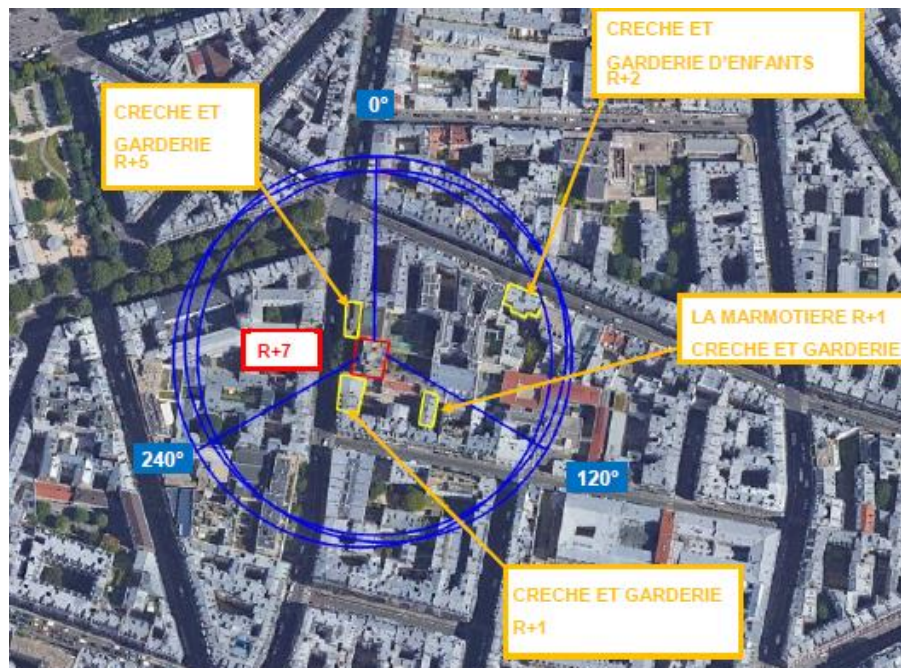 CRECHE ET
GARDERIE D'ENFANTS
R+2
0°
CRECHE ET
GARDERIE
R+5
LA MARMOTIERE R+1
CRECHE ET GARDERIE
R+7
240°
120°
CRECHE ET GARDERIE
R+1